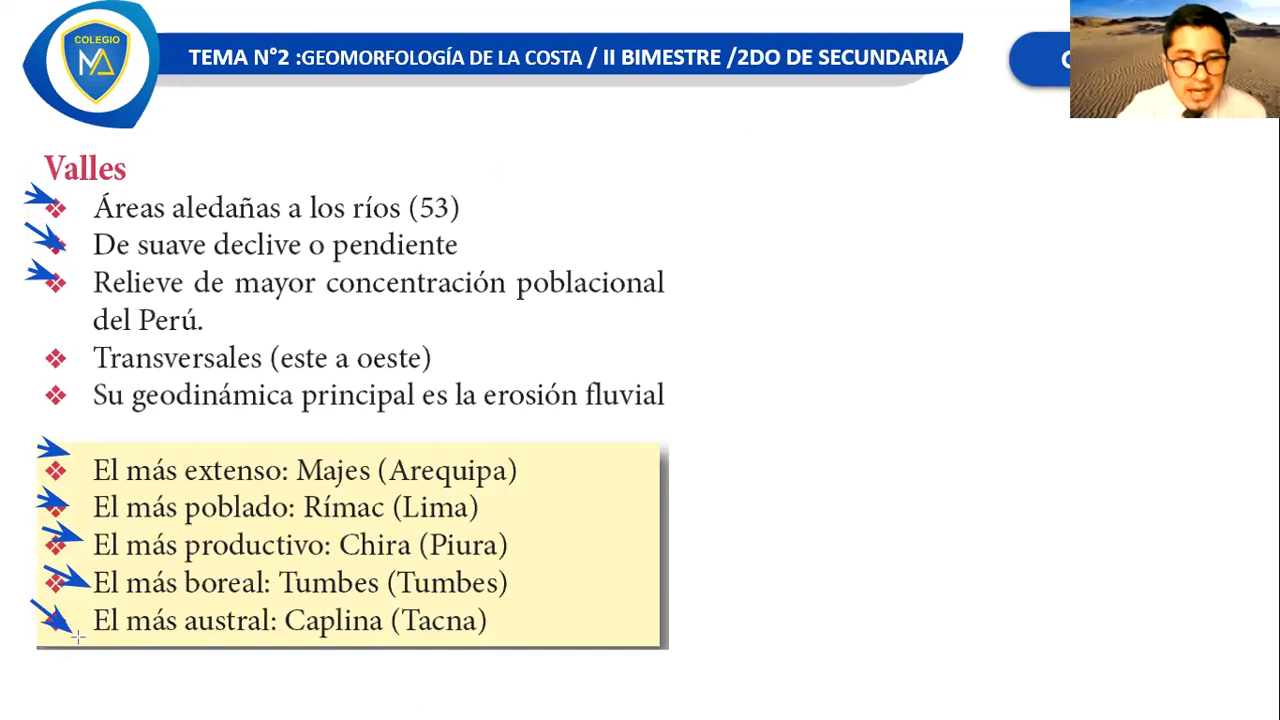 COLEGIO
TEMA N°2 :GEOMORFOLOGÍA DE LA COSTA / II BIMESTRE /2DO DE SECUNDARIA
Valles
Áreas aledañas a los ríos (53)
De suave declive o pendiente
Relieve de mayor concentración poblacional
del Perú.
Transversales (este a oeste)
Su geodinámica principal es la erosión fluvial
El más extenso: Majes (Arequipa)
El más poblado: Rímac (Lima)
El más productivo: Chira (Piura)
El más boreal: Tumbes (Tumbes)
El más austral: Caplina (Tacna)